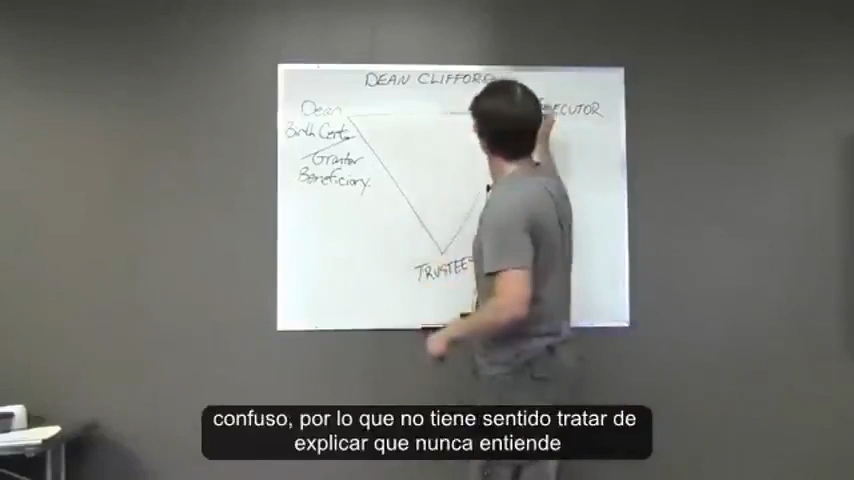 DEAN CLIFFORD
Dean
EXECUTOR
Birth Cert.
Grantor
Beneficiary.
TRUSTEE
confuso, por lo que no tiene sentido tratar de
explicar que nunca entiende